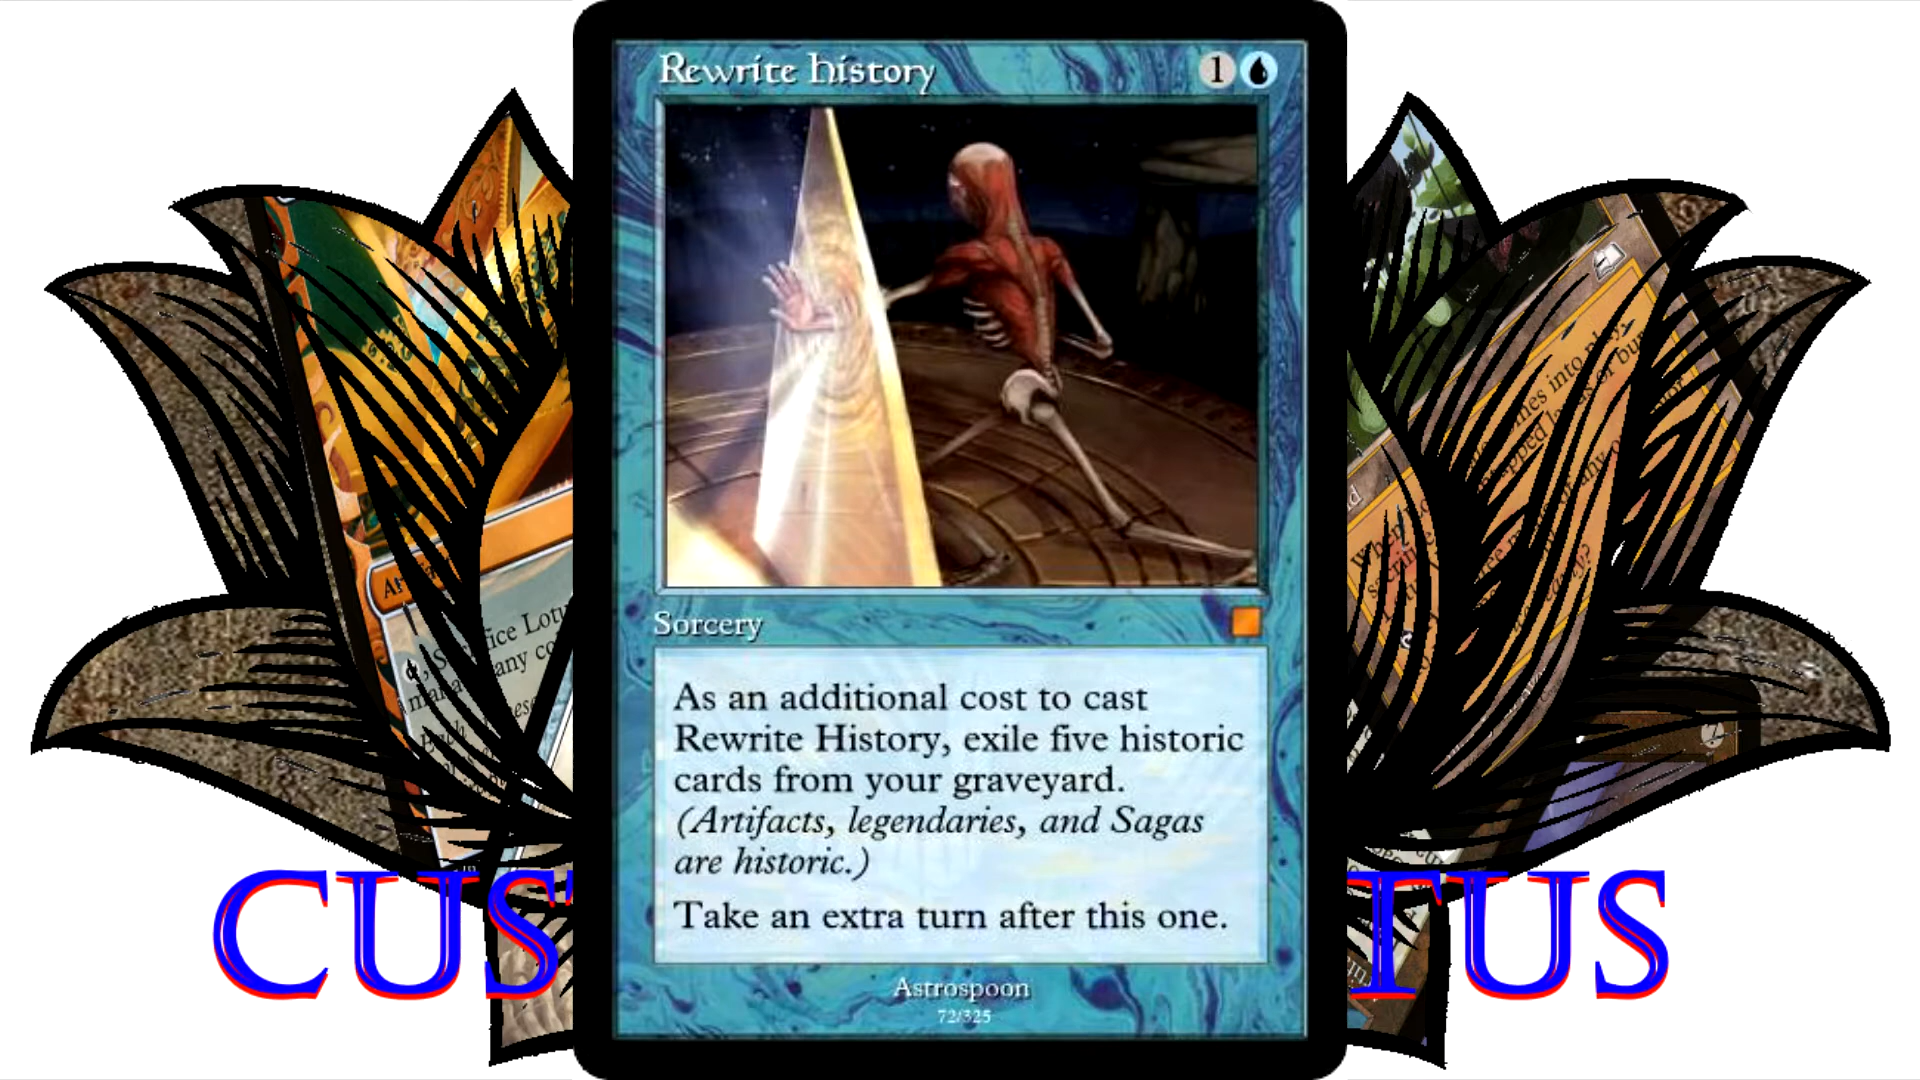 Rewrite history 1
Sorcery
As an additional cost to cast
Rewrite History, exile five historic
cards from your graveyard.
(Artifacts, legendaries, and Sagas
are historic.)
Take an extra turn after this one.
Astrospoon
72/325
CUS TUS